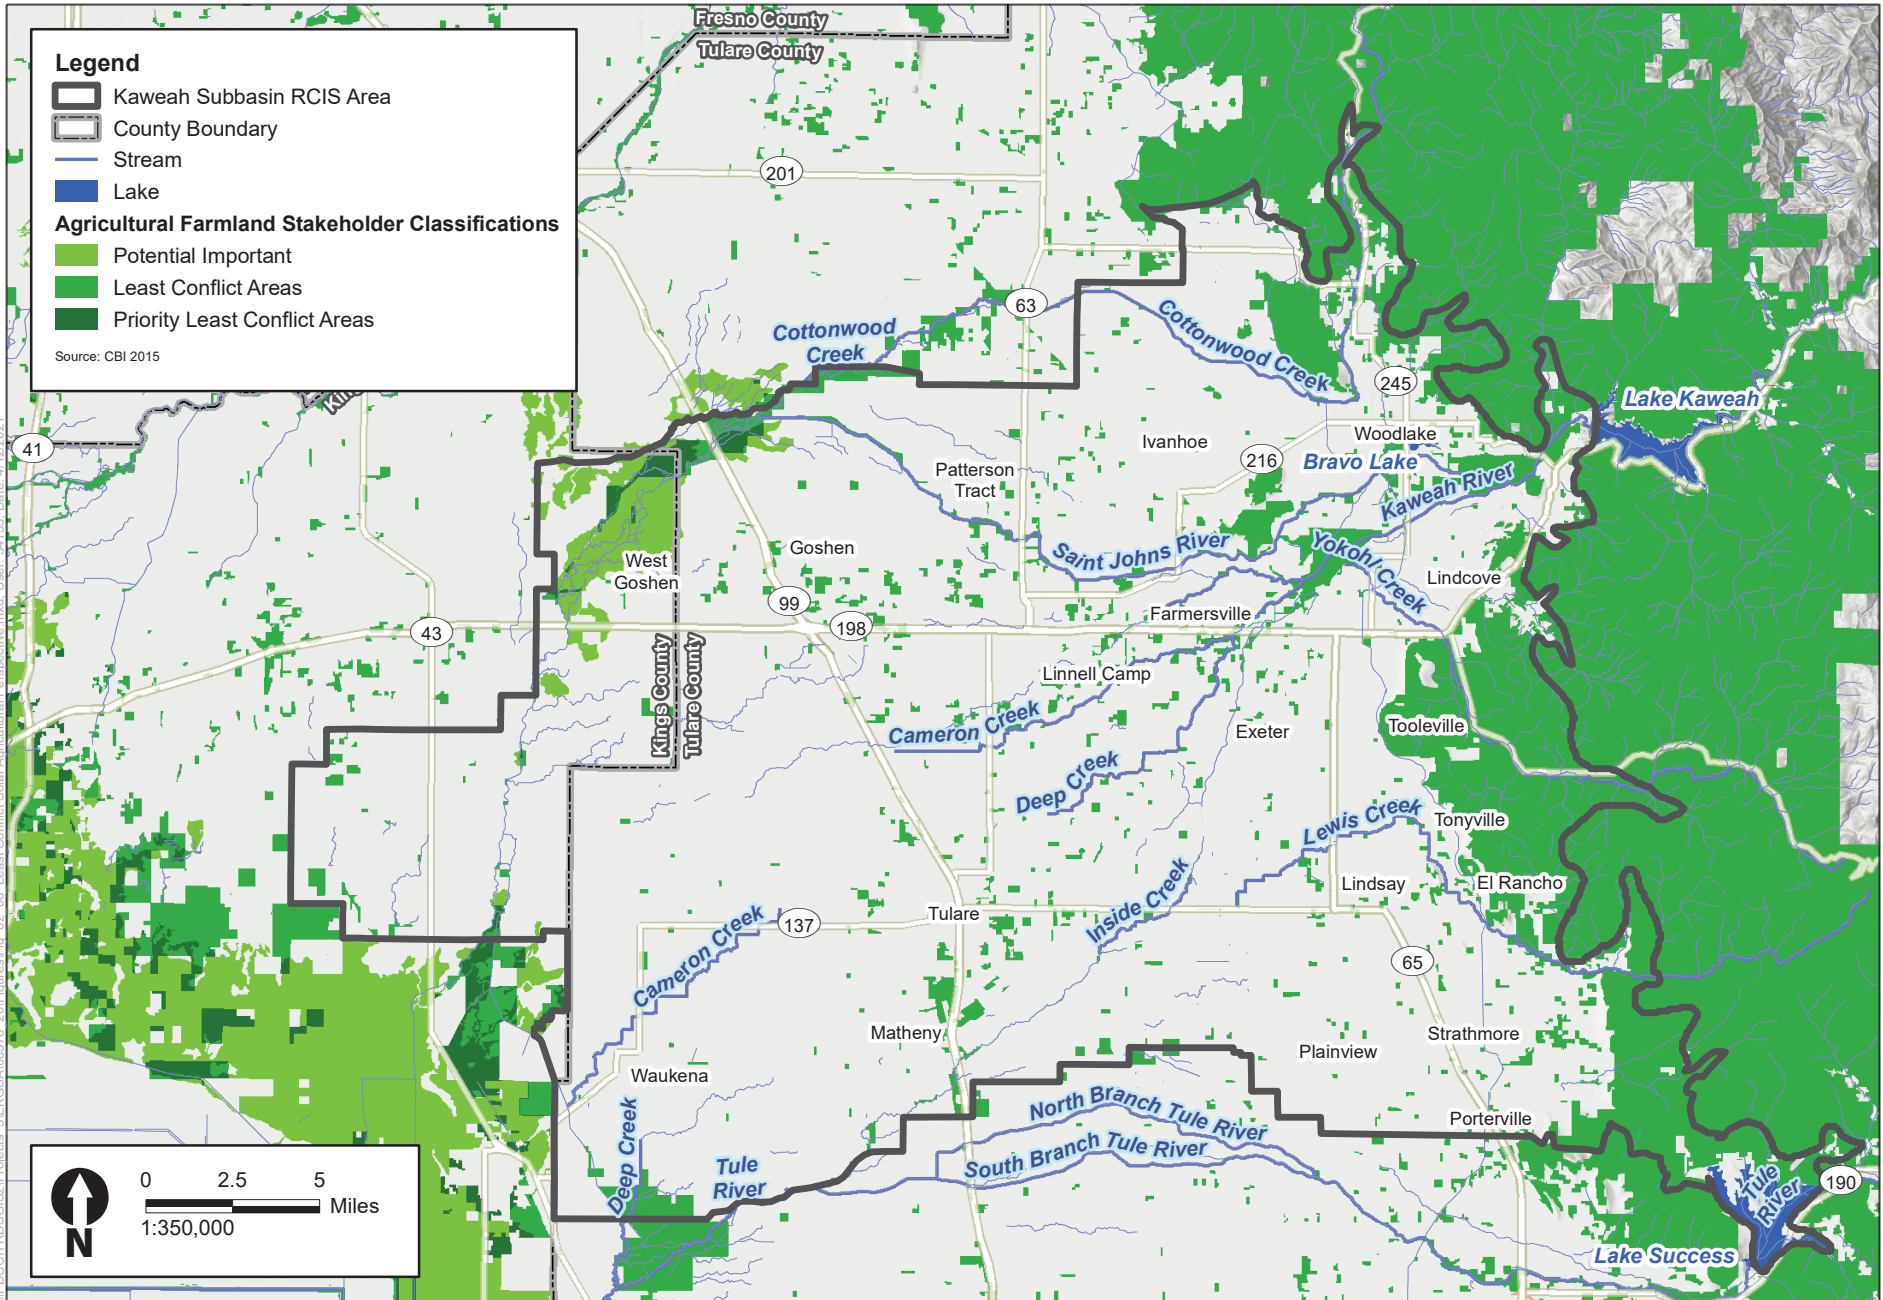 Fresno County
Tulare County
Legend
Kaweah Subbasin RCIS Area
County Boundary
Stream
Lake
Agricultural Farmland Stakeholder Classifications
Potential Important
Least Conflict Areas
Priority Least Conflict Areas
Source: CBI 2015
201
63
Cottonwood
Creek
Cottonwood Creek
245
Lake Kaweah
41
Ivanhoe
Woodlake
216
Bravo Lake
Patterson
Tract
Kaweah River
Goshen
West
Goshen
Saint Johns River
Yokohl Creek
Lindcove
99
198
43
Farmersville
Kings County
Tulare County
Linnell Camp
Cameron Creek
Exeter
Tooleville
Deep Creek
Lewis Creek
Tonyville
Lindsay
El Rancho
Inside Creek
Tulare
137
Cameron Creek
65
Matheny
Strathmore
Plainview
Waukena
North Branch Tule River
Porterville
South Branch Tule River
Deep Creek
Tule
River
Tule
River
190
Lake Success
0 2.5 5
Miles
1:350,000
N